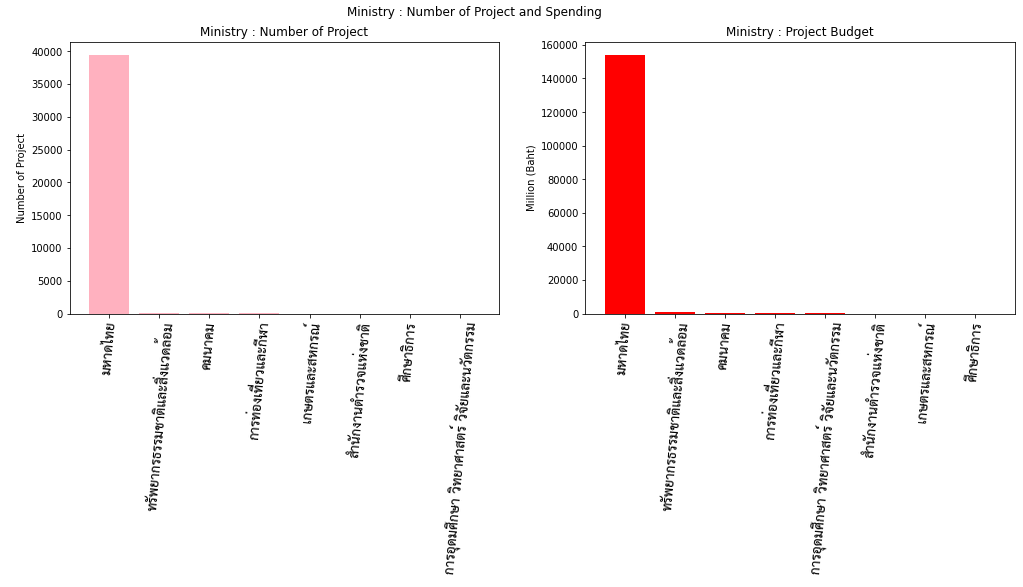 Ministry : Number of Project and Spending
Ministry : Number of Project
Number of Project
40000
35000
30000
25000
20000
15000
10000
5000
0
มหาดไทย
ทรัพยากรธรรมชาติและสิ่งแวดล้อม
คมนาคม
การท่องเที่ยวและกีฬา
เกษตรและสหกรณ์
สำนักงานตำรวจแห่งชาติ
ศึกษาธิการ
การอุดมศึกษา วิทยาศาสตร์ วิจัยและนวัตกรรม
Ministry : Project Budget
Million (Baht)
160000
140000
120000
100000
80000
60000
40000
20000
0
มหาดไทย
ทรัพยากรธรรมชาติและสิ่งแวดล้อม
คมนาคม
การท่องเที่ยวและกีฬา
การอุดมศึกษา วิทยาศาสตร์ วิจัยและนวัตกรรม
สำนักงานตำรวจแห่งชาติ
เกษตรและสหกรณ์
ศึกษาธิการ